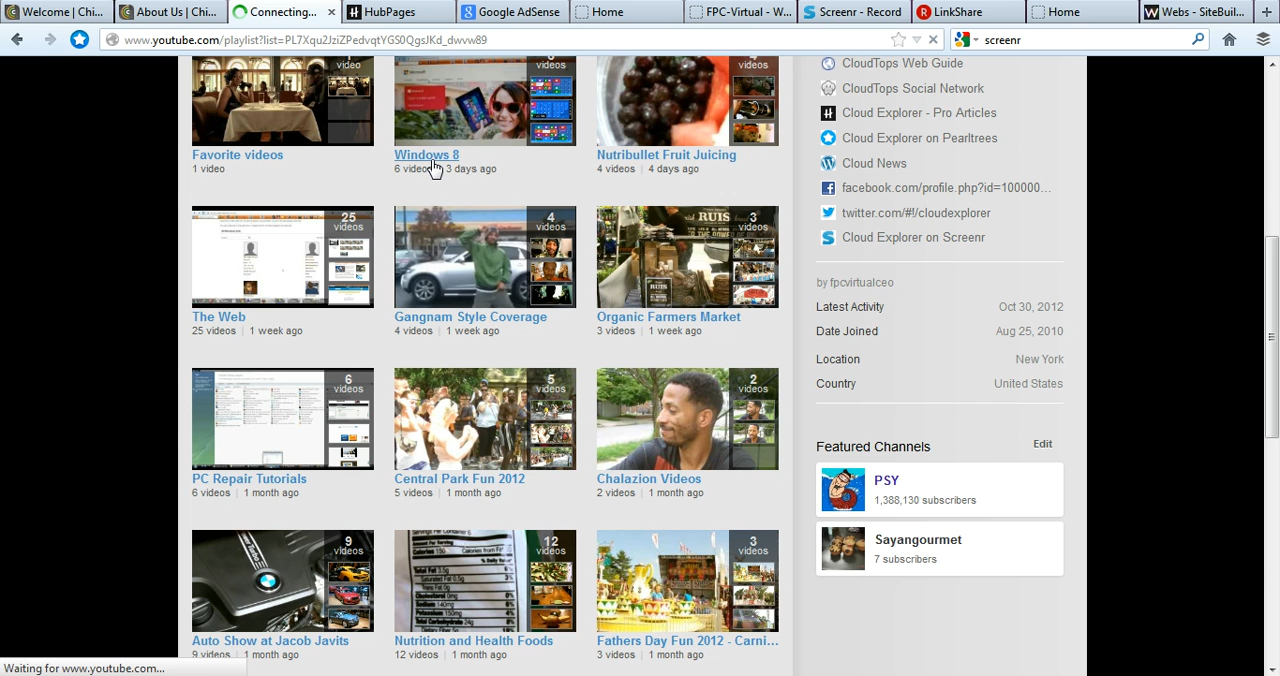 Welcome | Chi...
About Us | Chi...
Connecting...
HubPages
Google AdSense
Home
FPC-Virtual - W...
Screenr - Record
LinkShare
Home
Webs - SiteBuil...
www.youtube.com/playlist?list=PL7Xqu2JziZPedvqtYGS0QgsJKd_dwvw89
screenr
video
Favorite videos
1 video
videos
Windows 8
6 videos | 3 days ago
videos
Nutribullet Fruit Juicing
4 videos | 4 days ago
25
videos
The Web
25 videos | 1 week ago
4
videos
Gangnam Style Coverage
4 videos | 1 week ago
RUIS
RUIS
3
videos
Organic Farmers Market
3 videos | 1 week ago
6
videos
PC Repair Tutorials
6 videos | 1 month ago
5
videos
Central Park Fun 2012
5 videos | 1 month ago
2
videos
Chalazion Videos
2 videos | 1 month ago
9
videos
Auto Show at Jacob Javits
9 videos | 1 month ago
12
videos
Nutrition and Health Foods
12 videos | 1 month ago
3
videos
Fathers Day Fun 2012 - Carni...
3 videos | 1 month ago
CloudTops Web Guide
CloudTops Social Network
Cloud Explorer - Pro Articles
Cloud Explorer on Pearltrees
Cloud News
facebook.com/profile.php?id=100000...
twitter.com/#!/cloudexplorer
Cloud Explorer on Screenr
by fpcvirtualceo
Latest Activity Oct 30, 2012
Date Joined Aug 25, 2010
Location New York
Country United States
Featured Channels Edit
PSY
1,388,130 subscribers
Sayangourmet
7 subscribers
Waiting for www.youtube.com...